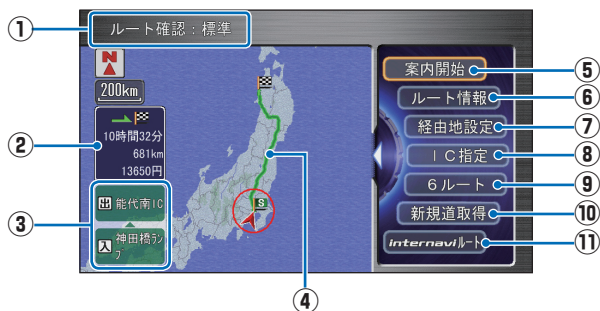 ①
ルート確認：標準
N
200km
②
10時間32分
681km
13650円
③
出 能代南IC
入 神田橋ラン
プ
S
④
案内開始
⑤
ルート情報
⑥
経由地設定
⑦
IC指定
⑧
6ルート
⑨
新規道取得
⑩
internaviルート
⑪